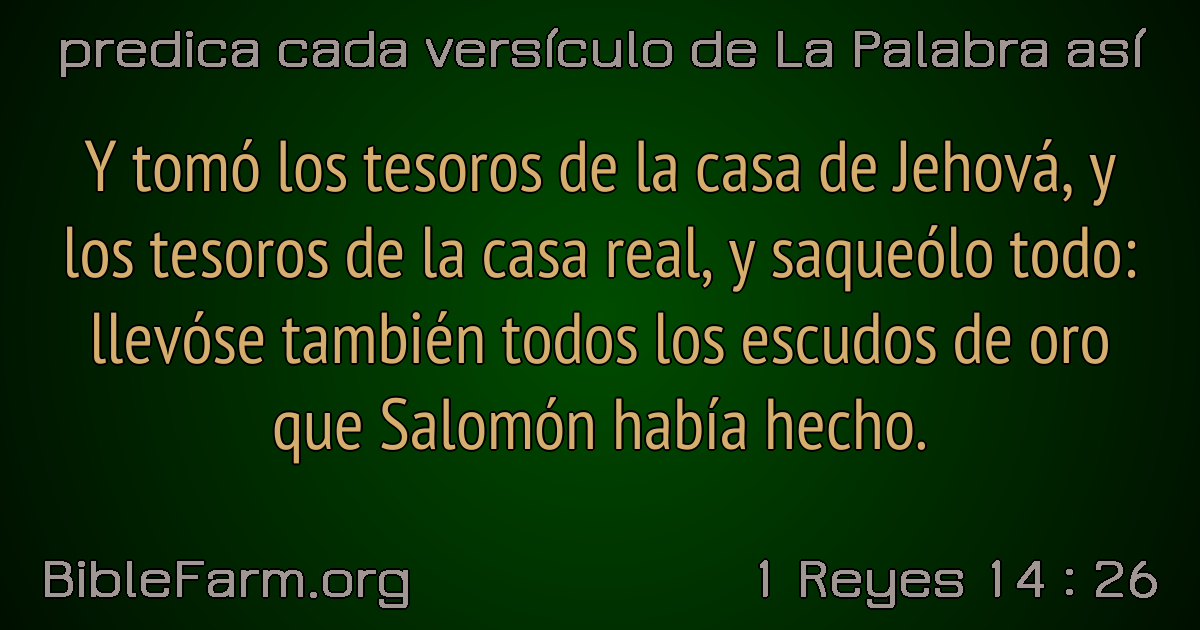 predica cada versículo de La Palabra así
Y tomó los tesoros de la casa de Jehová, y
los tesoros de la casa real, y saqueólo todo:
llevóse también todos los escudos de oro
que Salomón había hecho.
BibleFarm.org
1 Reyes 14 : 26